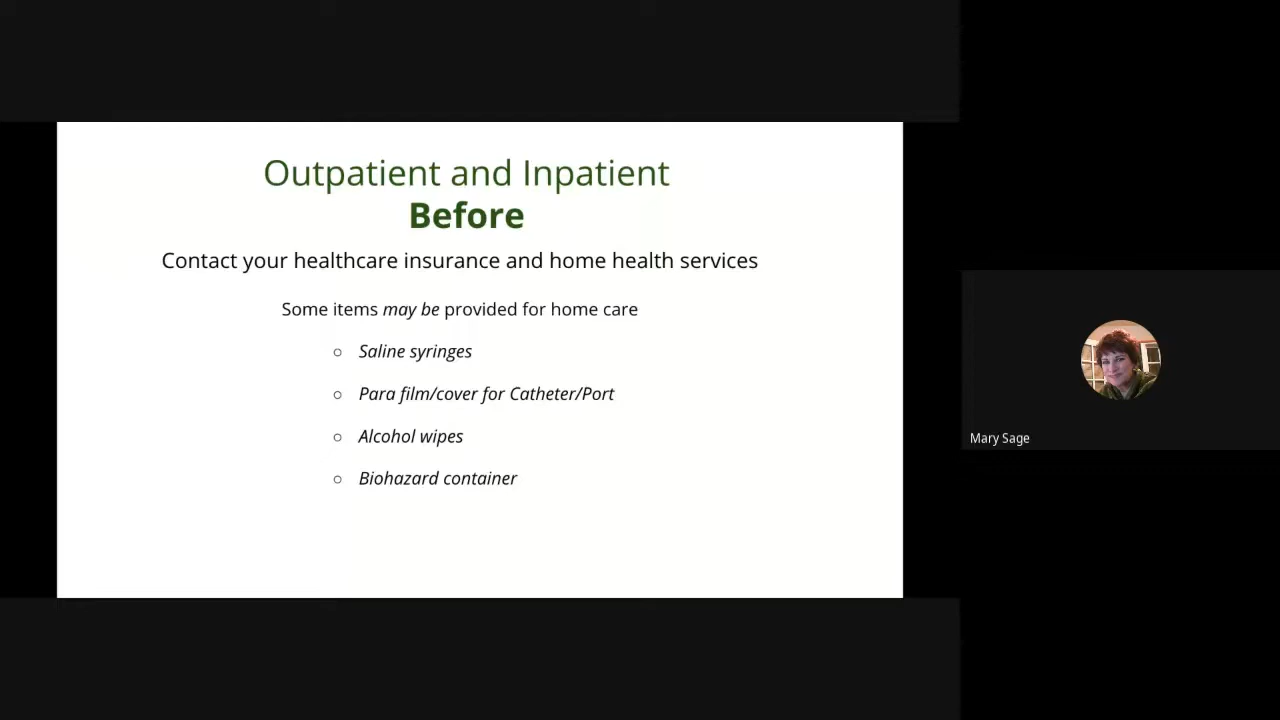 Outpatient and Inpatient
Before
Contact your healthcare insurance and home health services
Some items may be provided for home care
○ Saline syringes
○ Para film/cover for Catheter/Port
○ Alcohol wipes
○ Biohazard container
Mary Sage